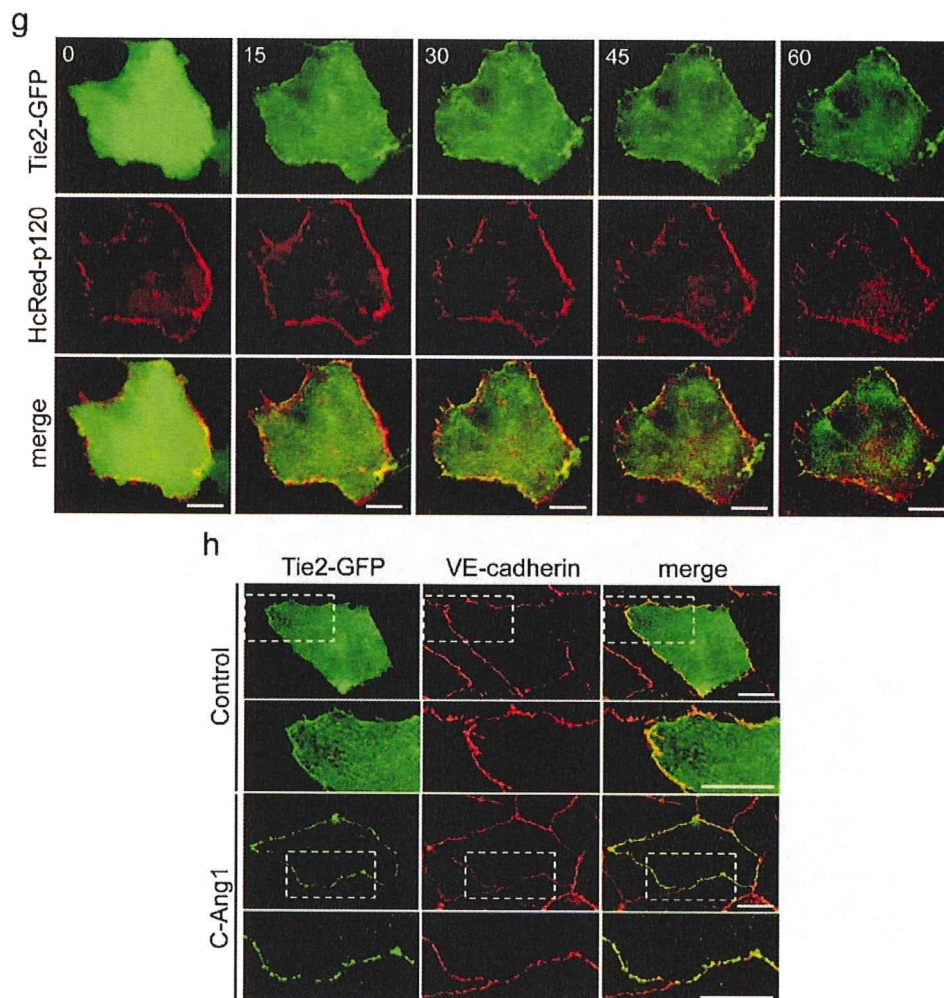 g
0 15 30 45 60
Tie2-GFP
HcRed-p120
merge
h
Tie2-GFP VE-cadherin merge
Control
C-Ang1